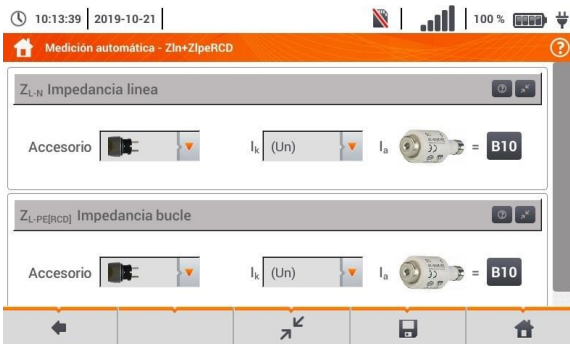 10:13:39 2019-10-21 100 %
Medición automática - Zln+ZlpeRCD ?
ZL-N Impedancia linea
Accesorio Ik (Un) Ia = B10
ZL-PE[RCD] Impedancia bucle
Accesorio Ik (Un) Ia = B10